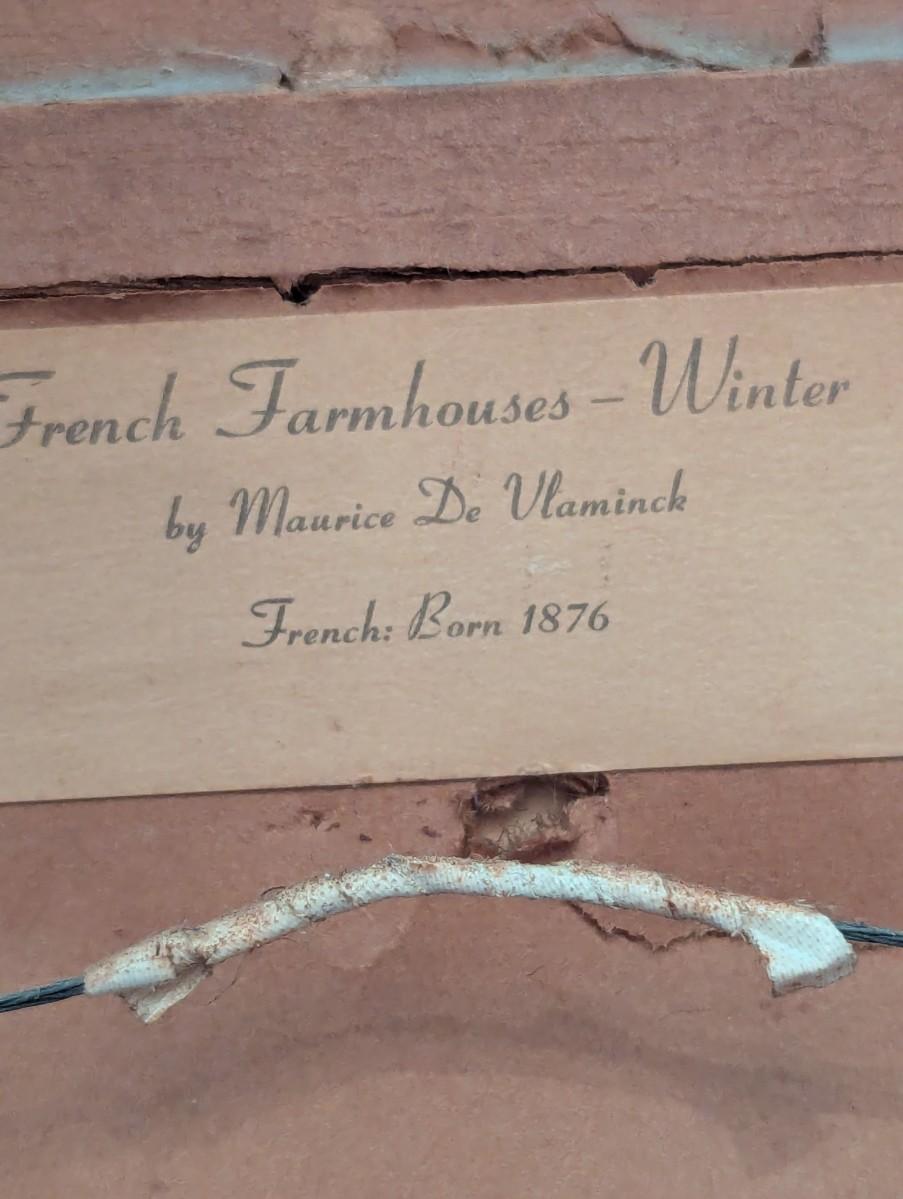 French Farmhouses – Winter
by Maurice De Vlaminck
French: Born 1876